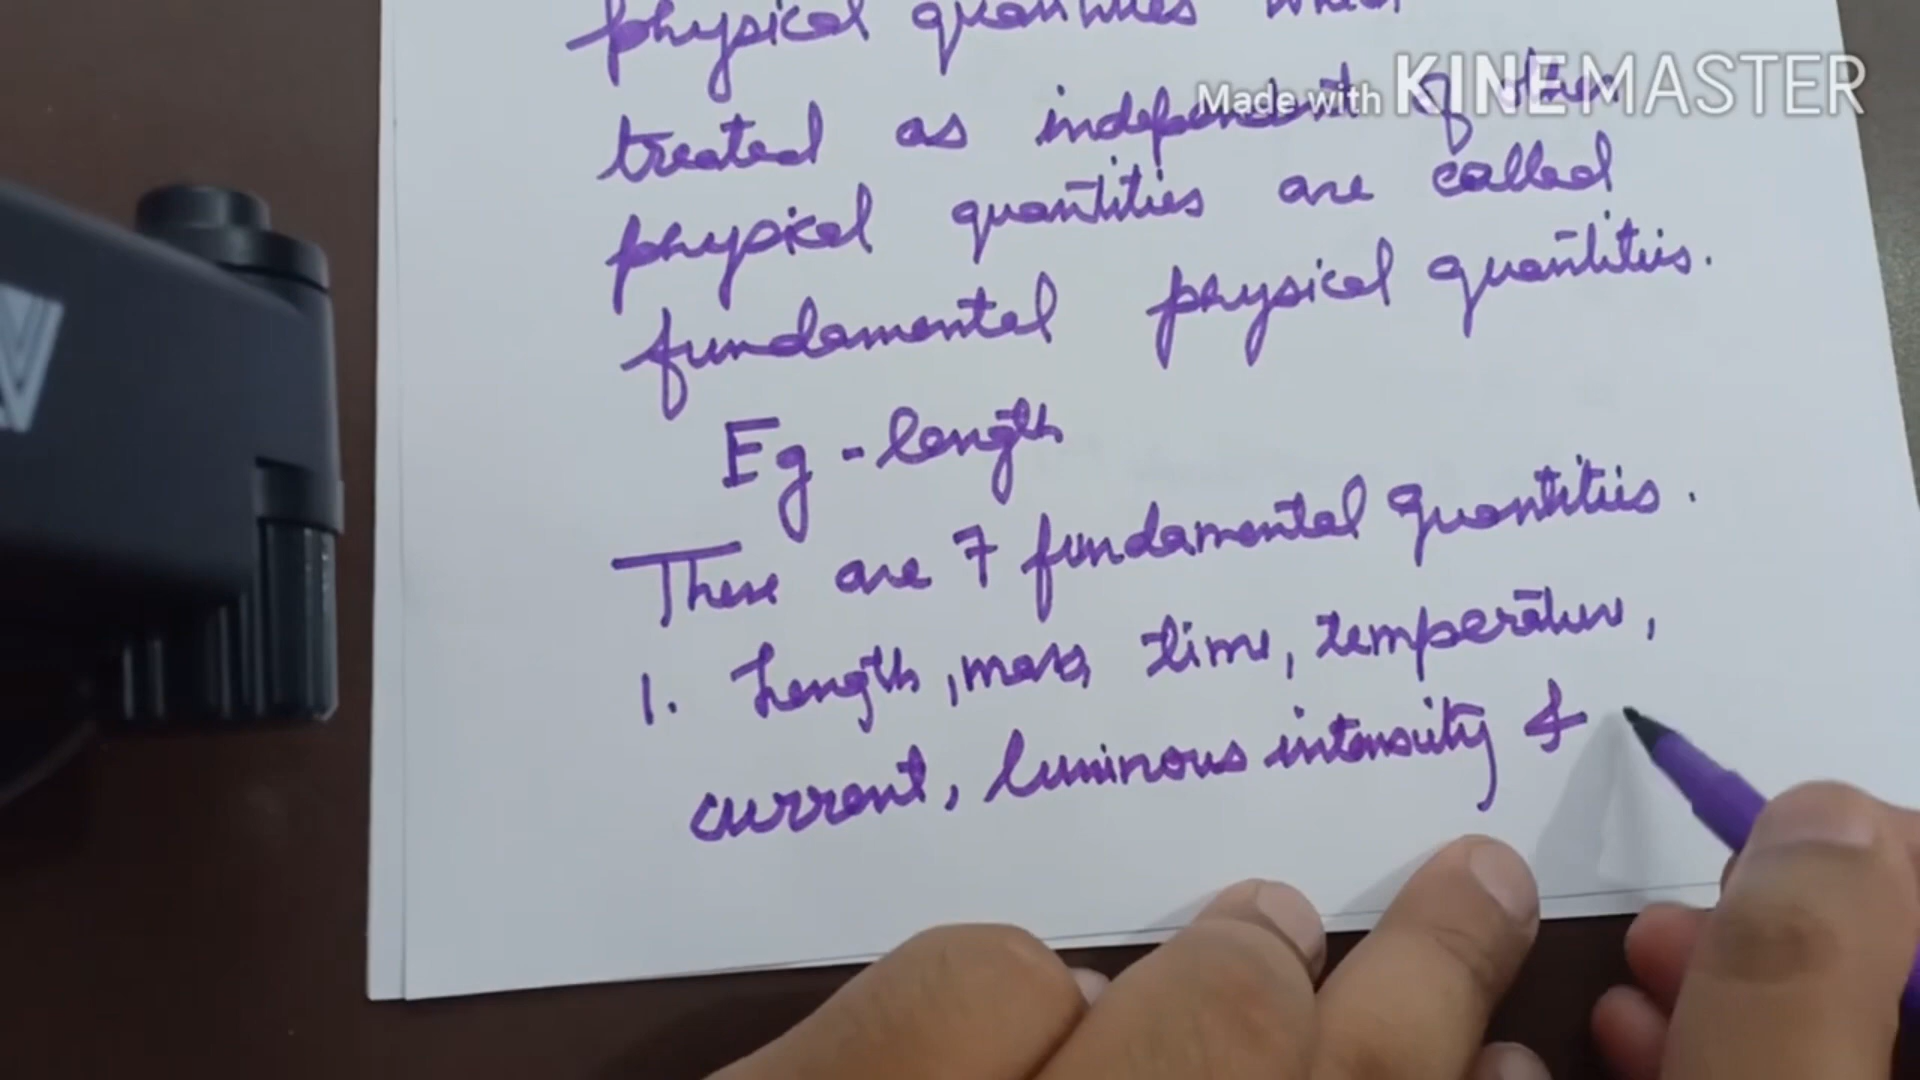 physical quantities which
Made with KINEMASTER
treated as independent of other
physical quantities are called
fundamental physical quantities.
Eg - length
There are 7 fundamental quantities.
1. Length, mass, time, temperature,
current, luminous intensity &